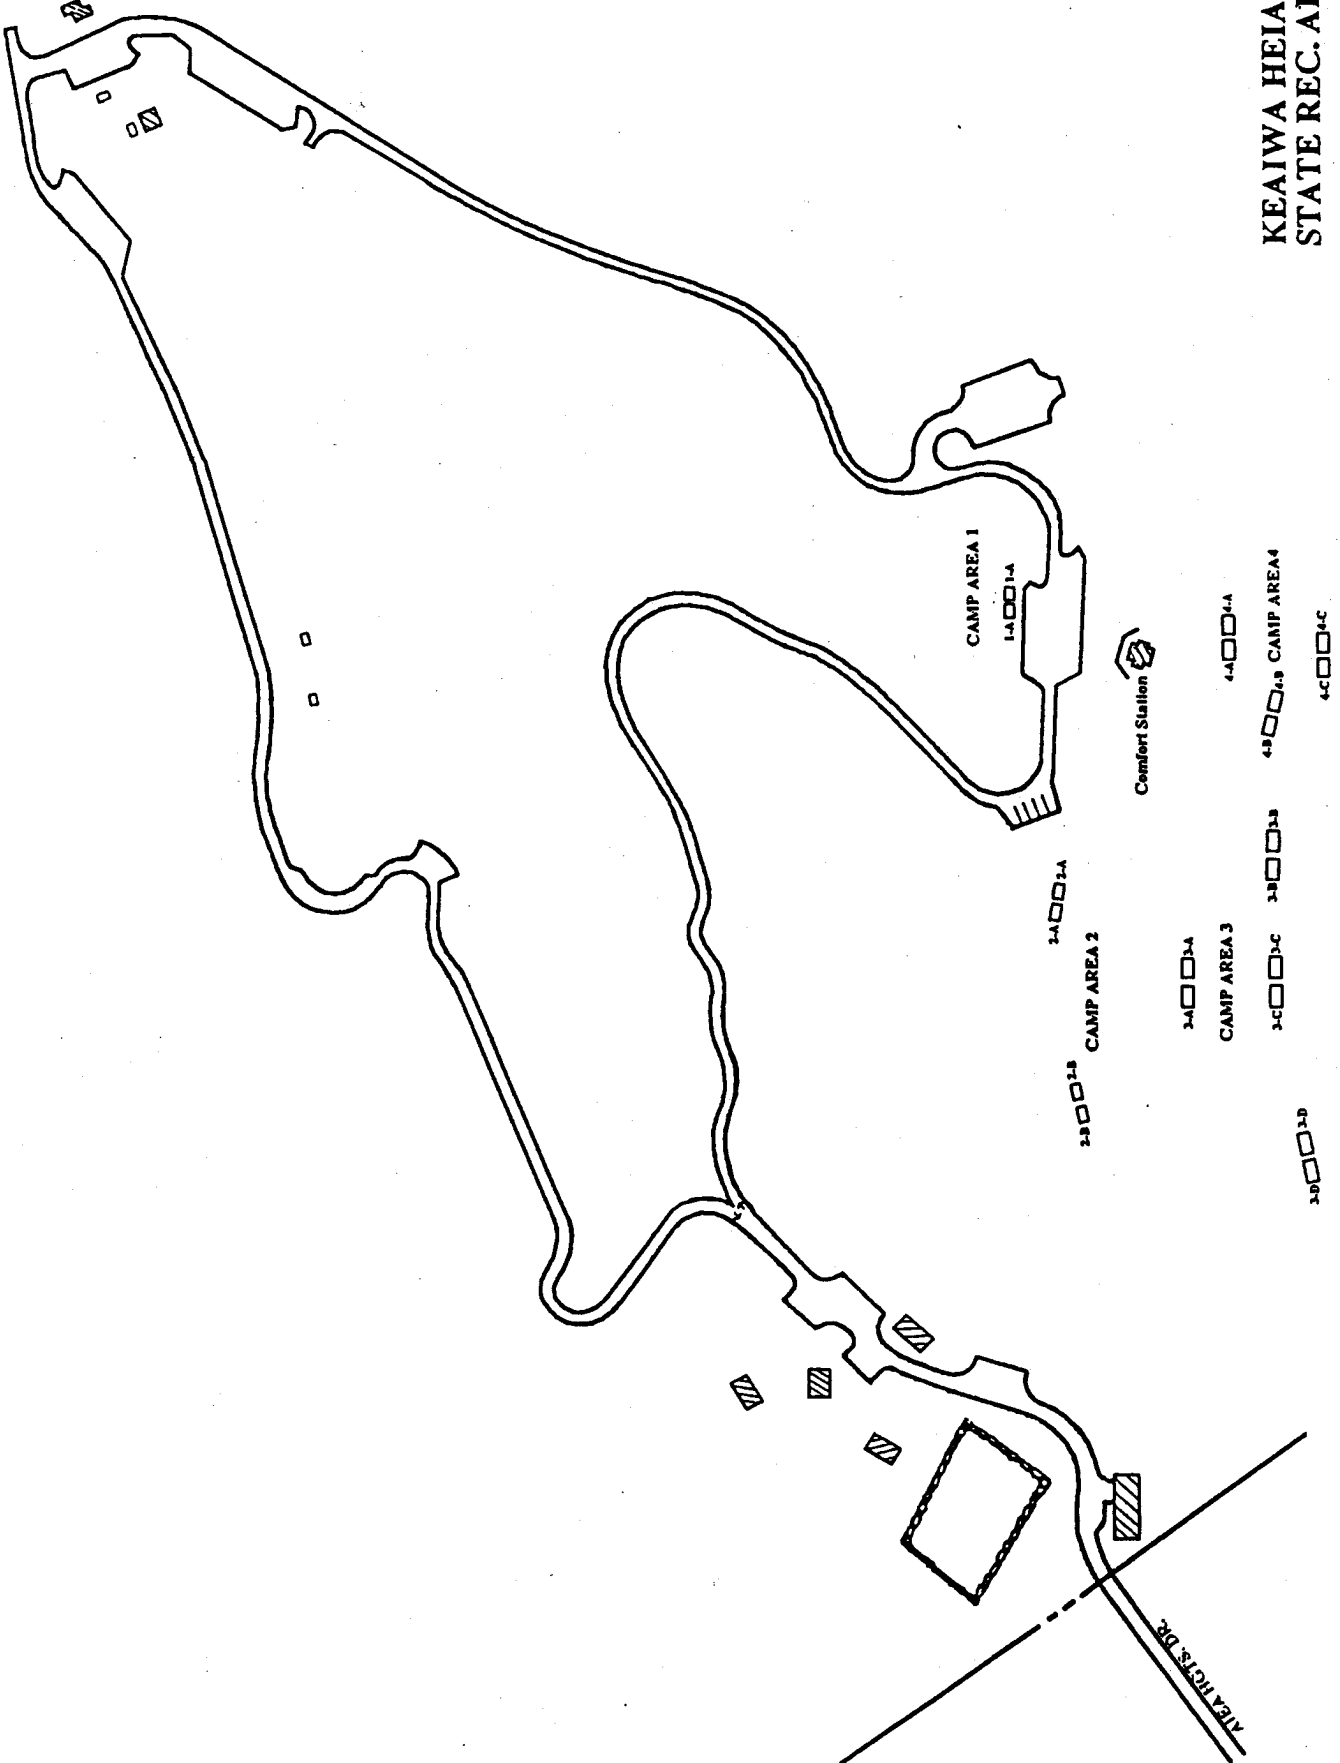 KEAIWA HEIA
STATE REC. A
CAMP AREA 1
1-A 1-A
Comfort Station
4-A 4-A
4-B 4-B
CAMP AREA 4
4-C 4-C
2-A 2-A
CAMP AREA 2
2-B 2-B
3-A 3-A
CAMP AREA 3
3-B 3-B
3-C 3-C
3-D 3-D
AIEA HGTS. DR.